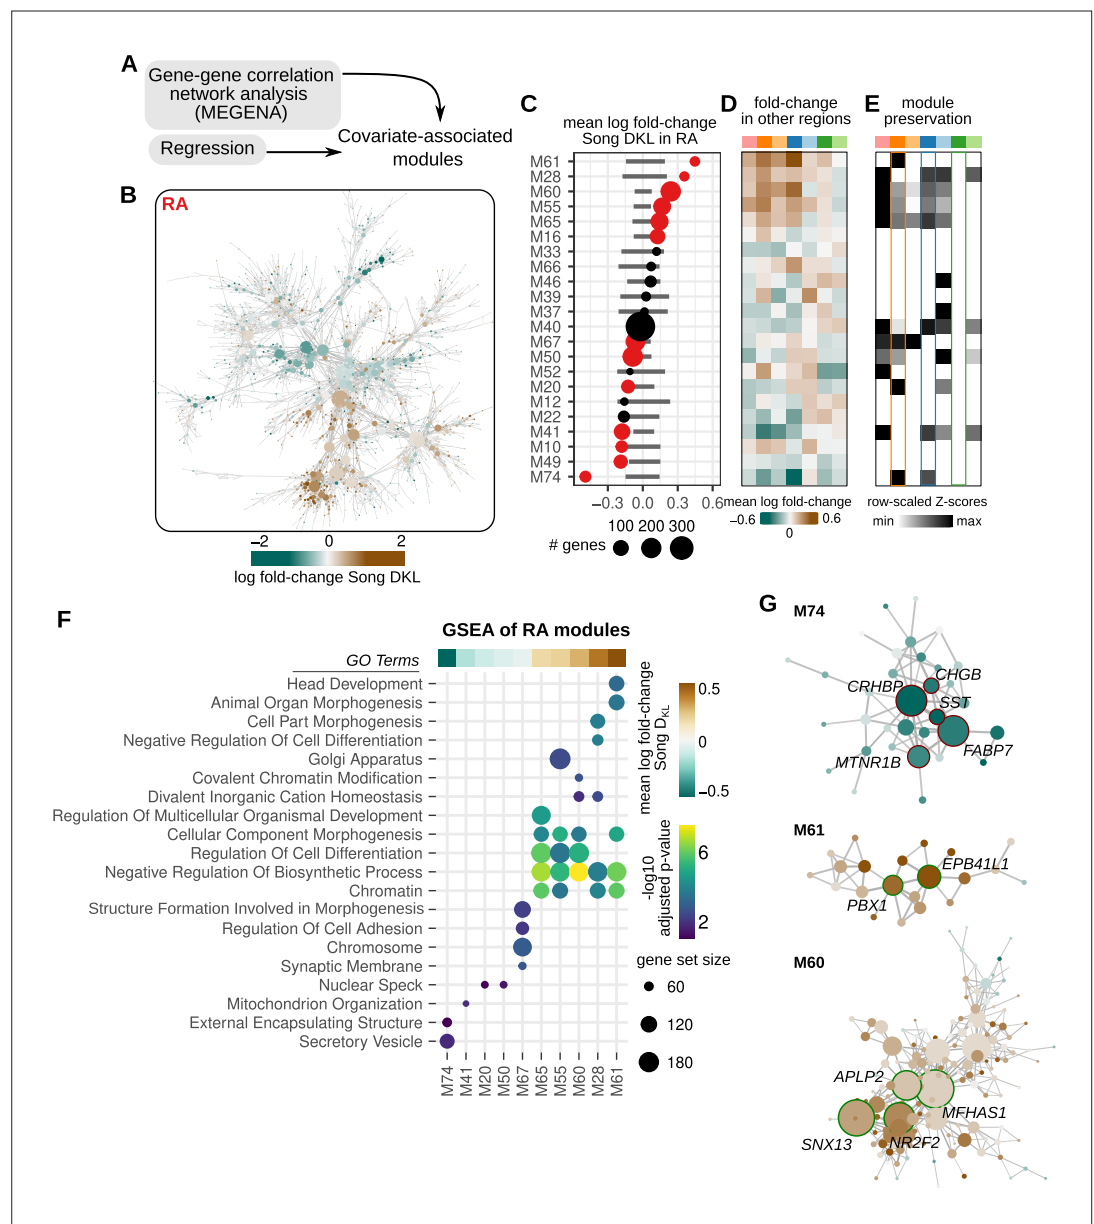 A
Gene-gene correlation
network analysis
(MEGENA)
Regression
Covariate-associated
modules
B
RA
−2 0 2
log fold-change Song DKL
C
mean log fold-change
Song DKL in RA
M61
M28
M60
M55
M65
M16
M33
M66
M46
M39
M37
M40
M67
M50
M52
M20
M12
M22
M41
M10
M49
M74
−0.3 0.0 0.3 0.6
100 200 300
# genes
D
fold-change
in other regions
mean log fold-change
−0.6 0.6
0
E
module
preservation
row-scaled Z-scores
min max
F
GSEA of RA modules
GO Terms
Head Development
Animal Organ Morphogenesis
Cell Part Morphogenesis
Negative Regulation Of Cell Differentiation
Golgi Apparatus
Covalent Chromatin Modification
Divalent Inorganic Cation Homeostasis
Regulation Of Multicellular Organismal Development
Cellular Component Morphogenesis
Regulation Of Cell Differentiation
Negative Regulation Of Biosynthetic Process
Chromatin
Structure Formation Involved in Morphogenesis
Regulation Of Cell Adhesion
Chromosome
Synaptic Membrane
Nuclear Speck
Mitochondrion Organization
External Encapsulating Structure
Secretory Vesicle
M74
M41
M20
M50
M67
M65
M55
M60
M28
M61
mean log fold-change
Song DKL
0.5
0
−0.5
-log10
adjusted p-value
6
2
gene set size
60
120
180
G
M74
CHGB
CRHBP
SST
MTNR1B
FABP7
M61
EPB41L1
PBX1
M60
APLP2
MFHAS1
SNX13
NR2F2